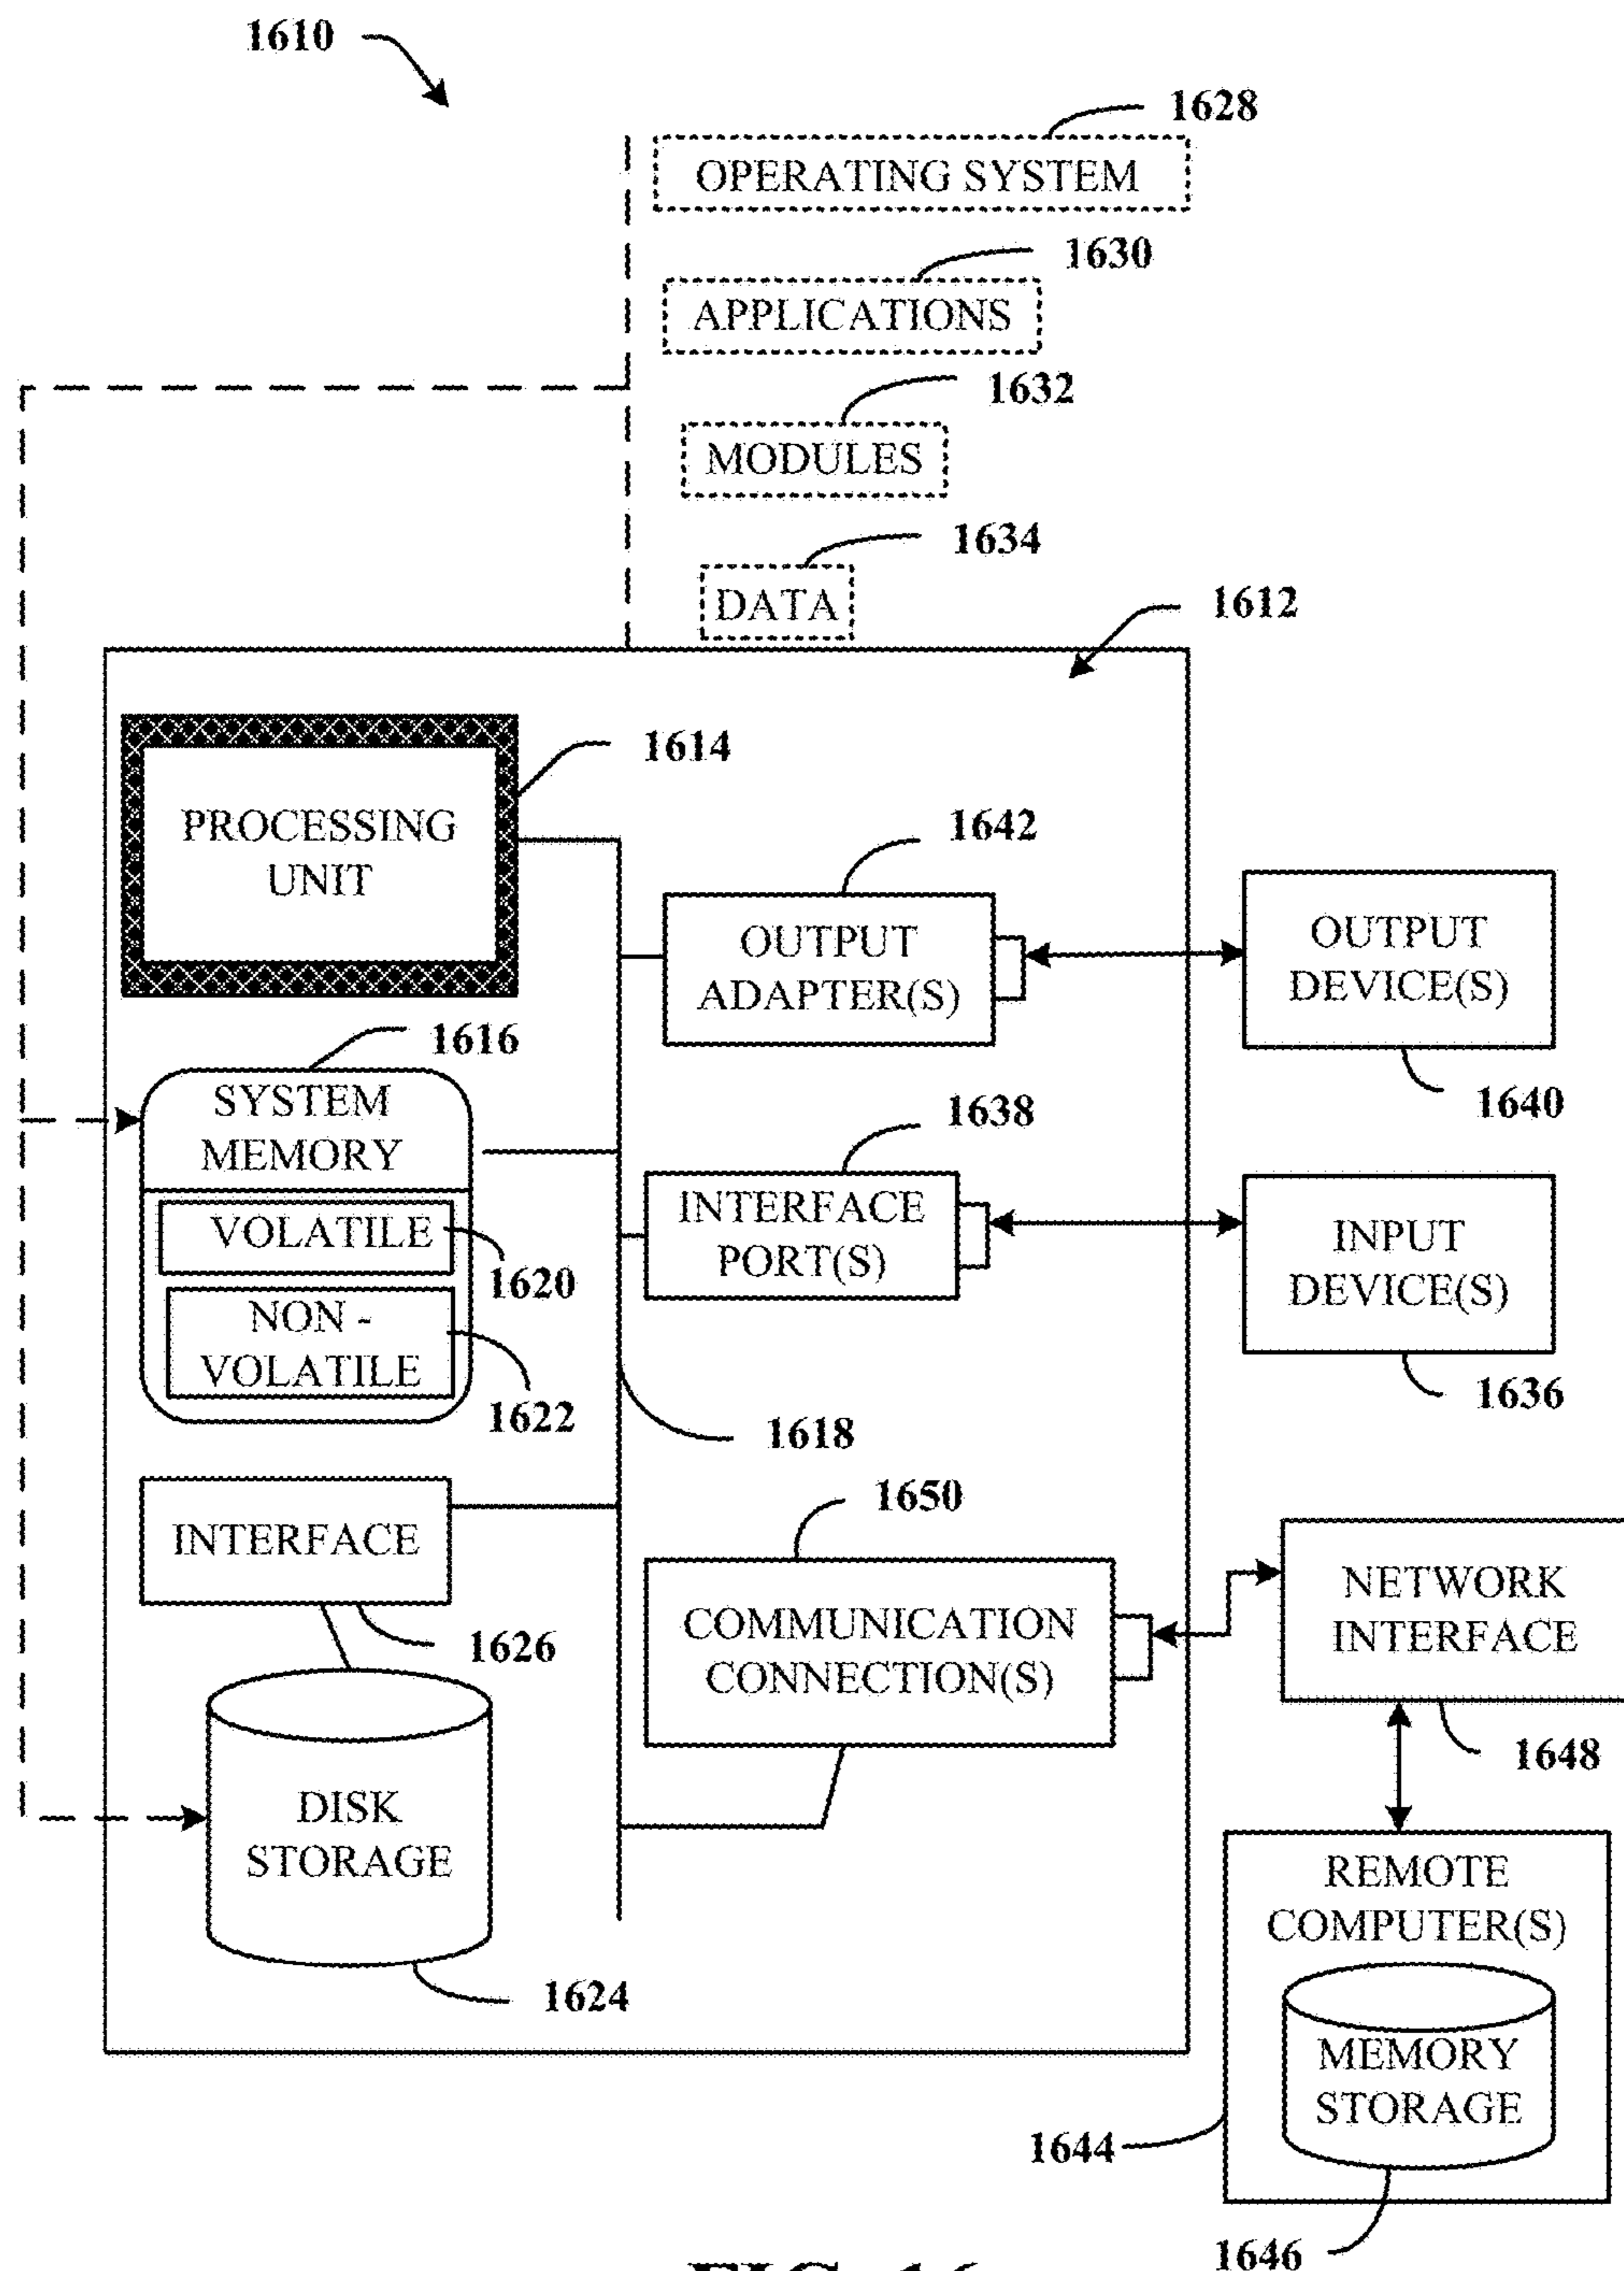 1610
1628
OPERATING SYSTEM
1630
APPLICATIONS
1632
MODULES
1634
DATA
1612
1614
PROCESSING
UNIT
1642
OUTPUT
ADAPTER(S)
OUTPUT
DEVICE(S)
1640
1616
SYSTEM
MEMORY
VOLATILE
1620
NON -
VOLATILE
1622
1638
INTERFACE
PORT(S)
INPUT
DEVICE(S)
1636
1618
1650
INTERFACE
1626
COMMUNICATION
CONNECTION(S)
NETWORK
INTERFACE
1648
DISK
STORAGE
1624
REMOTE
COMPUTER(S)
MEMORY
STORAGE
1644
1646